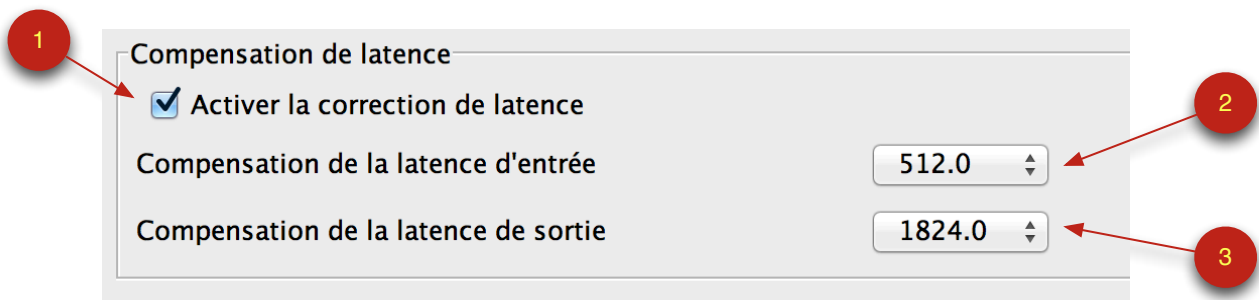 1
Compensation de latence
Activer la correction de latence
2
Compensation de la latence d'entrée 512.0
Compensation de la latence de sortie 1824.0
3